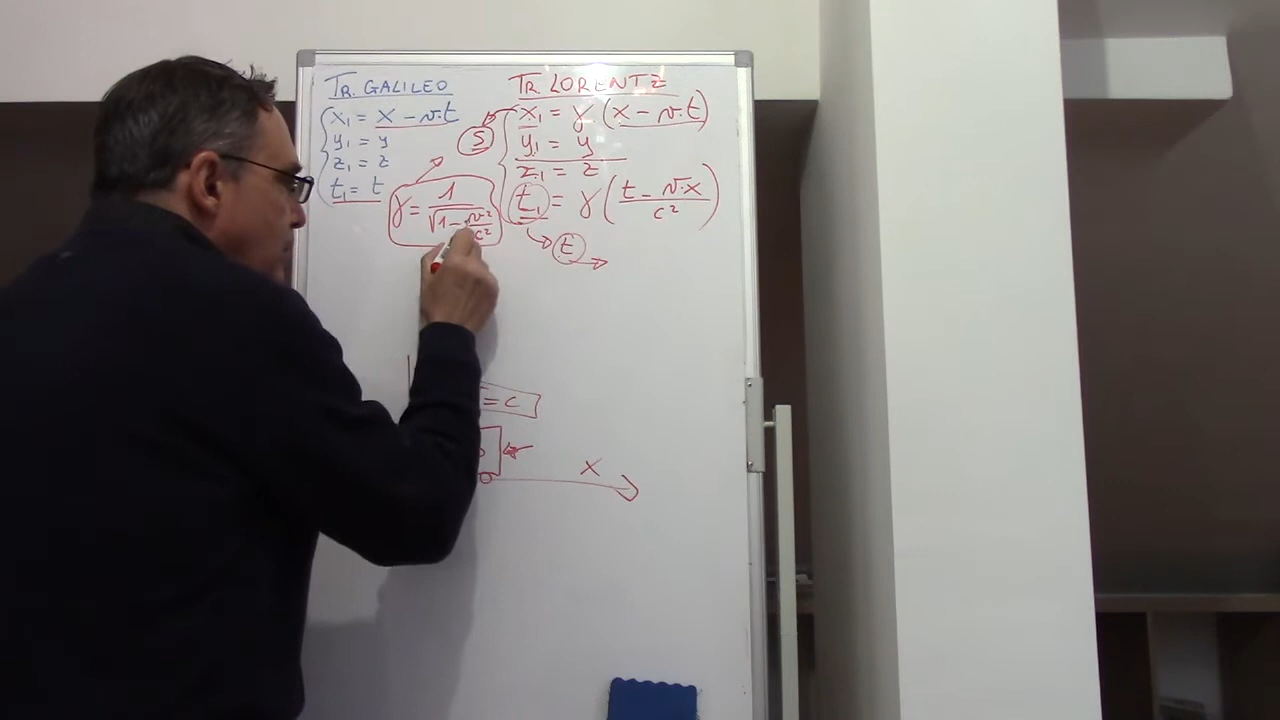 TR. GALILEO
x₁ = x − v·t
y₁ = y
z₁ = z
t₁ = t
TR LORENTZ
x₁ = γ (x − v·t)
y₁ = y
z₁ = z
t₁ = γ (t − v·x / c²)
S
γ = 1 / √1 − v²/c²
t
= c
X